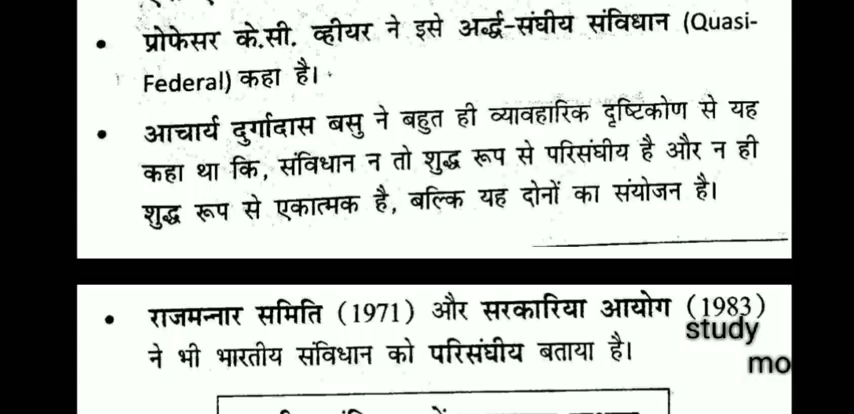 प्रोफेसर के.सी. व्हीयर ने इसे अर्द्ध-संघीय संविधान (Quasi-
Federal) कहा है।
आचार्य दुर्गादास बसु ने बहुत ही व्यावहारिक दृष्टिकोण से यह
कहा था कि, संविधान न तो शुद्ध रूप से परिसंघीय है और न ही
शुद्ध रूप से एकात्मक है, बल्कि यह दोनों का संयोजन है।
राजमन्नार समिति (1971) और सरकारिया आयोग (1983)
study
ने भी भारतीय संविधान को परिसंघीय बताया है।
mo